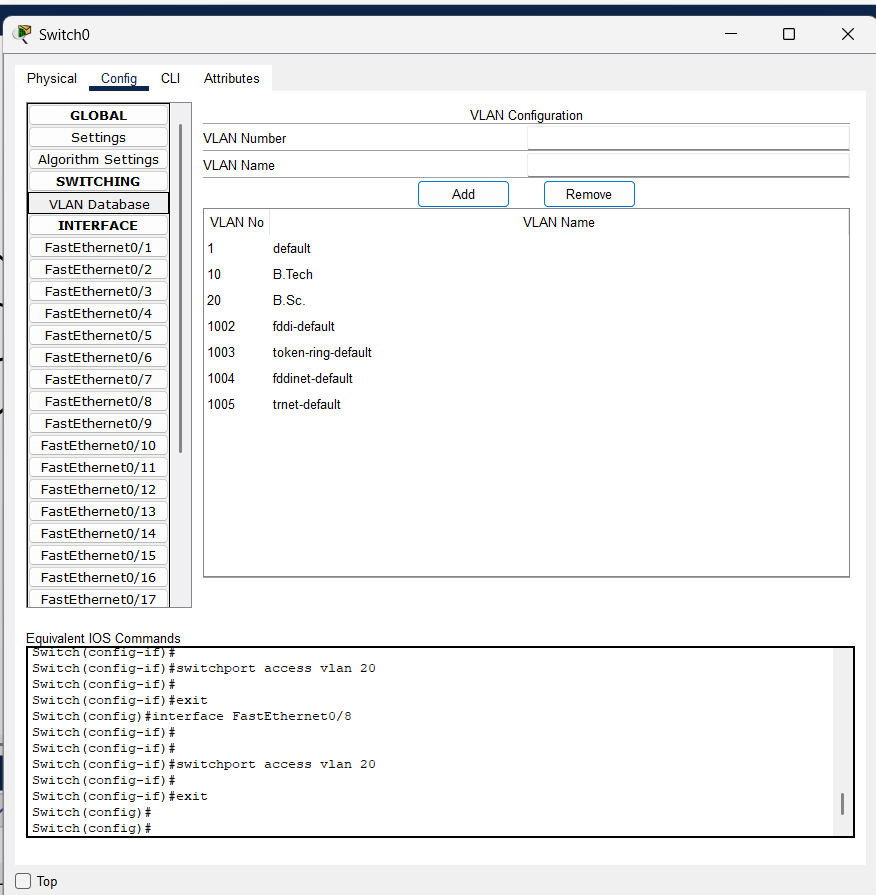 Switch0
Physical Config CLI Attributes
GLOBAL
Settings
Algorithm Settings
SWITCHING
VLAN Database
INTERFACE
FastEthernet0/1
FastEthernet0/2
FastEthernet0/3
FastEthernet0/4
FastEthernet0/5
FastEthernet0/6
FastEthernet0/7
FastEthernet0/8
FastEthernet0/9
FastEthernet0/10
FastEthernet0/11
FastEthernet0/12
FastEthernet0/13
FastEthernet0/14
FastEthernet0/15
FastEthernet0/16
FastEthernet0/17
VLAN Configuration
VLAN Number
VLAN Name
Add Remove
VLAN No VLAN Name
1 default
10 B.Tech
20 B.Sc.
1002 fddi-default
1003 token-ring-default
1004 fddinet-default
1005 trnet-default
Equivalent IOS Commands
Switch(config-if)#
Switch(config-if)#switchport access vlan 20
Switch(config-if)#
Switch(config-if)#exit
Switch(config)#interface FastEthernet0/8
Switch(config-if)#
Switch(config-if)#
Switch(config-if)#switchport access vlan 20
Switch(config-if)#
Switch(config-if)#exit
Switch(config)#
Switch(config)#
Top